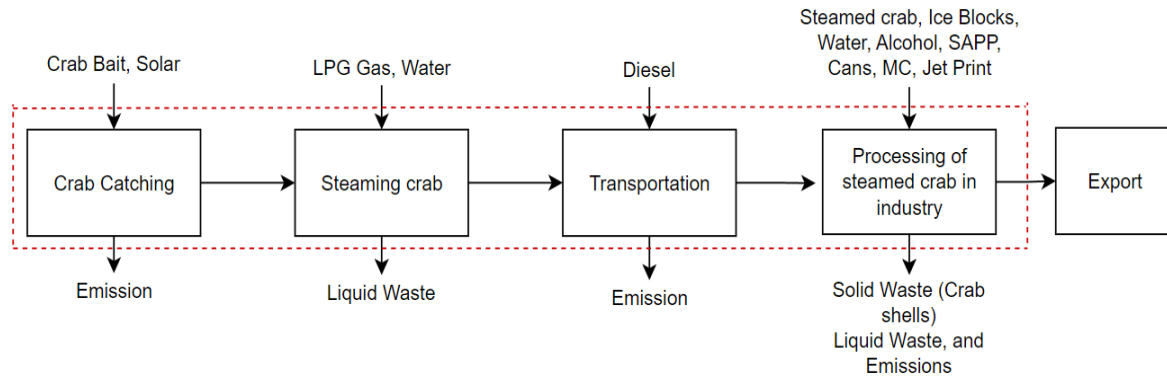 Crab Bait, Solar
LPG Gas, Water
Diesel
Steamed crab, Ice Blocks,
Water, Alcohol, SAPP,
Cans, MC, Jet Print
Crab Catching
Steaming crab
Transportation
Processing of
steamed crab in
industry
Export
Emission
Liquid Waste
Emission
Solid Waste (Crab
shells)
Liquid Waste, and
Emissions